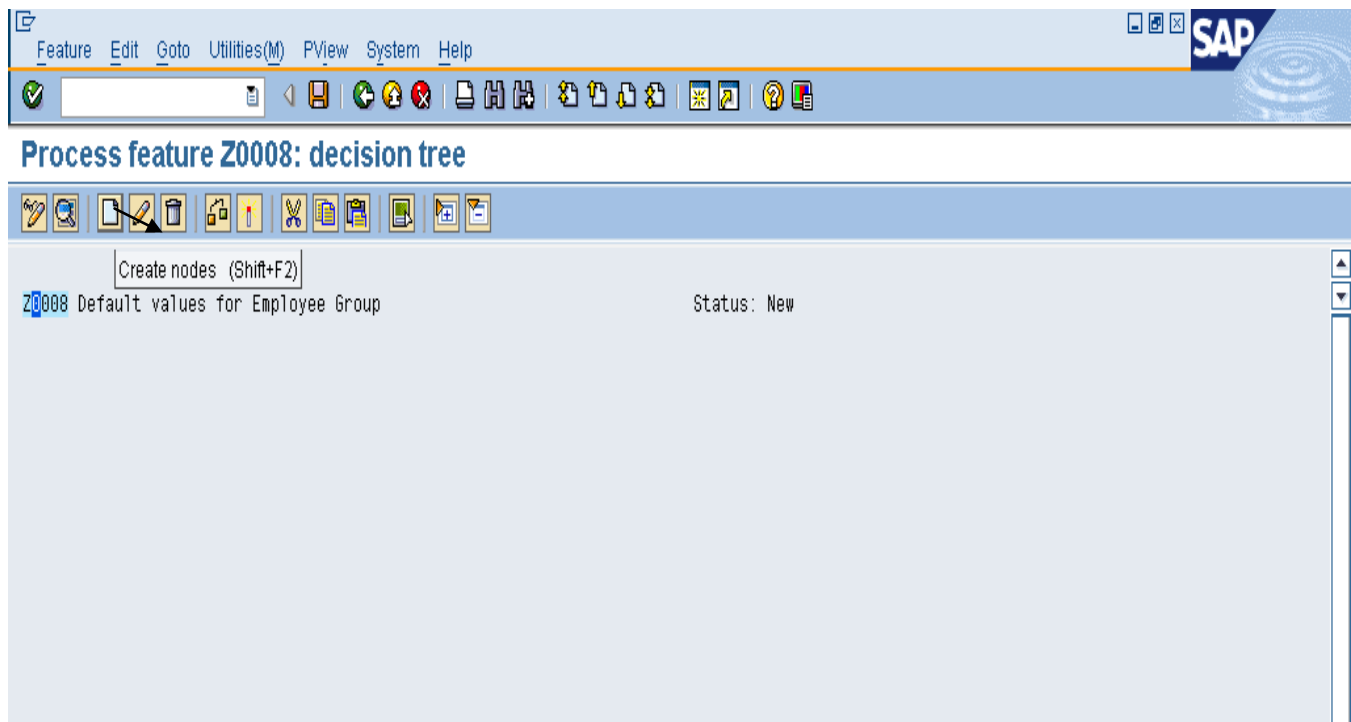 SAP
Feature Edit Goto Utilities(M) PView System Help
Process feature Z0008: decision tree
Create nodes (Shift+F2)
Z0008 Default values for Employee Group Status: New